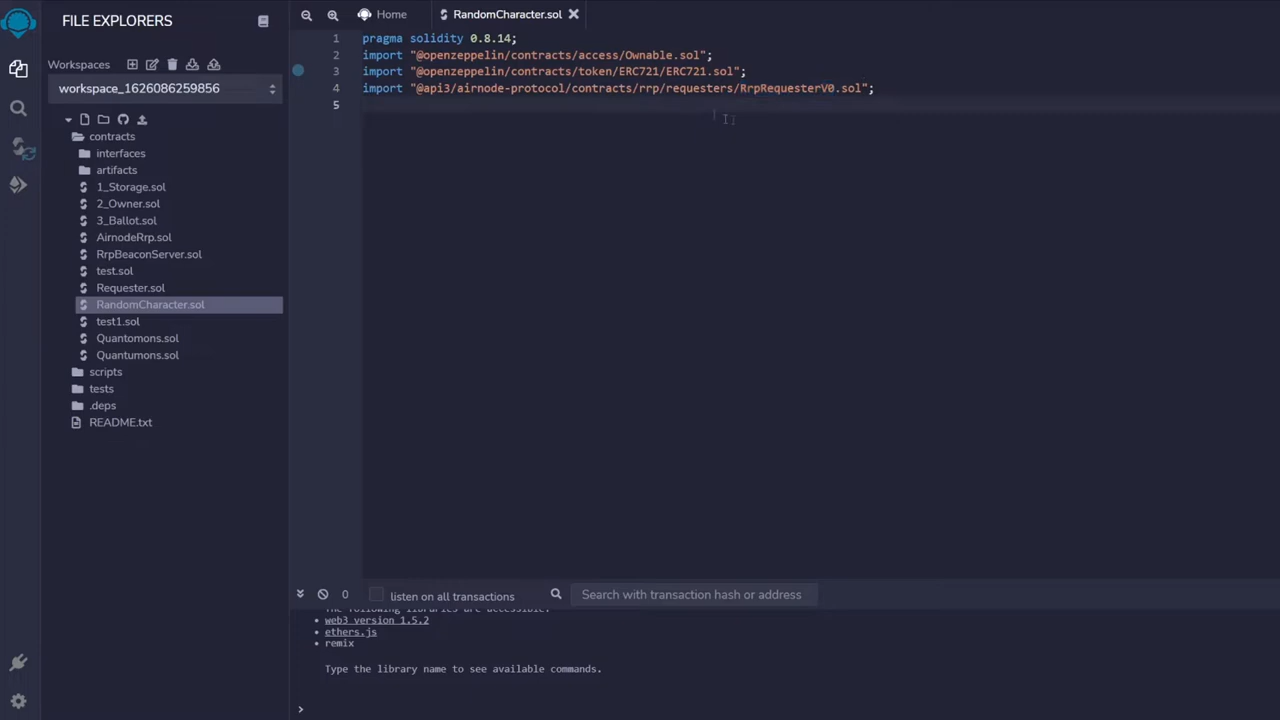 FILE EXPLORERS
Workspaces
workspace_1626086259856
contracts
interfaces
artifacts
1_Storage.sol
2_Owner.sol
3_Ballot.sol
AirnodeRrp.sol
RrpBeaconServer.sol
test.sol
Requester.sol
RandomCharacter.sol
test1.sol
Quantomons.sol
Quantumons.sol
scripts
tests
.deps
README.txt
Home
RandomCharacter.sol
1 pragma solidity 0.8.14;
2 import "@openzeppelin/contracts/access/Ownable.sol";
3 import "@openzeppelin/contracts/token/ERC721/ERC721.sol";
4 import "@api3/airnode-protocol/contracts/rrp/requesters/RrpRequesterV0.sol";
5
0 listen on all transactions Search with transaction hash or address
The following libraries are accessible:
• web3 version 1.5.2
• ethers.js
• remix
Type the library name to see available commands.
>